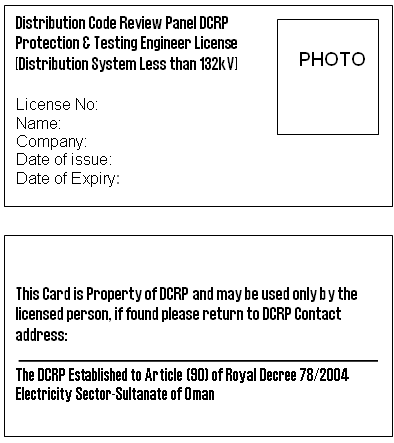 Distribution Code Review Panel DCRP
Protection & Testing Engineer License
(Distribution System Less than 132kV)
PHOTO
License No:
Name:
Company:
Date of issue:
Date of Expiry:
This Card is Property of DCRP and may be used only by the
licensed person, if found please return to DCRP Contact
address:
The DCRP Established to Article (90) of Royal Decree 78/2004
Electricity Sector-Sultanate of Oman